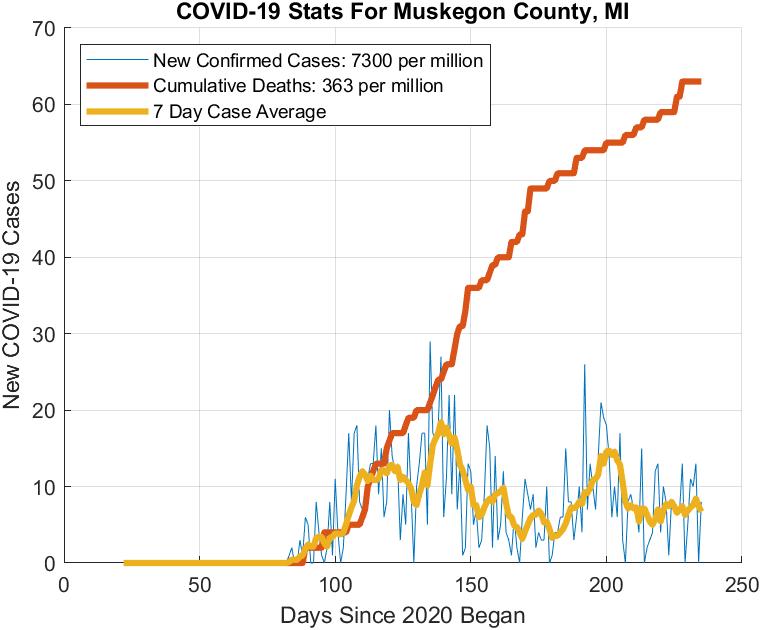 COVID-19 Stats For Muskegon County, MI
70
60
50
40
30
20
10
0
New COVID-19 Cases
New Confirmed Cases: 7300 per million
Cumulative Deaths: 363 per million
7 Day Case Average
0 50 100 150 200 250
Days Since 2020 Began